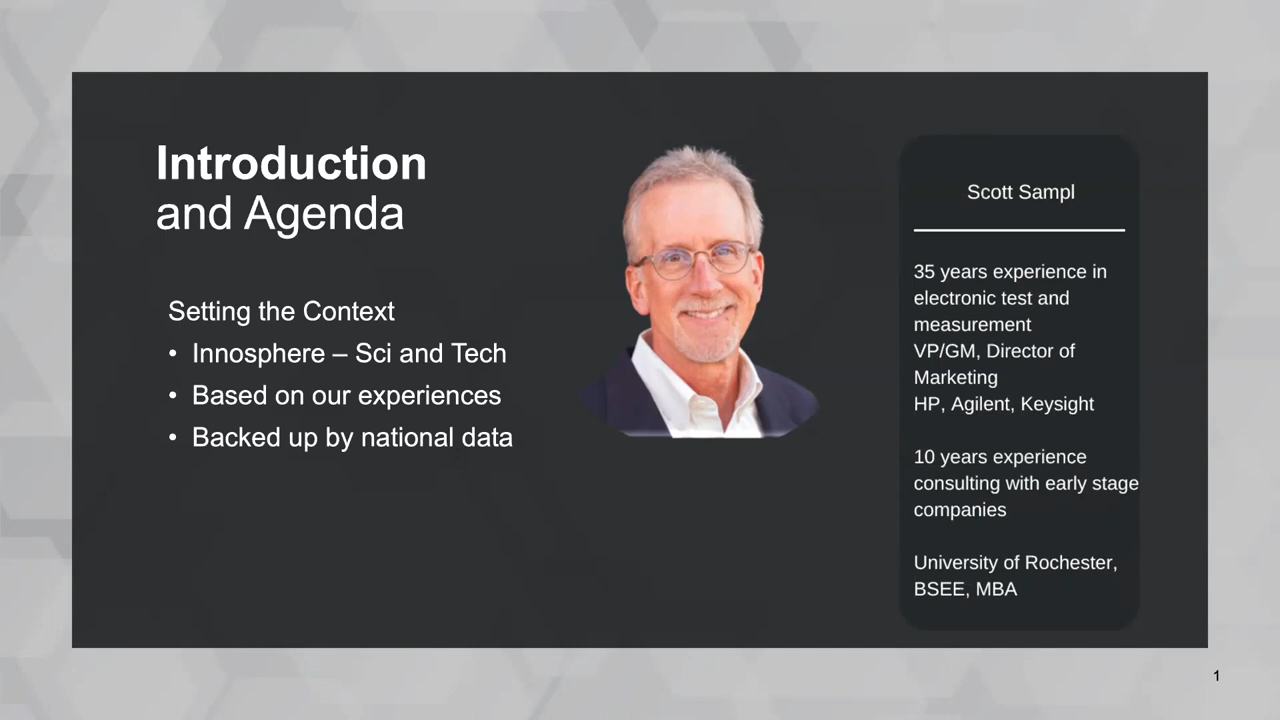 Introduction
and Agenda
Setting the Context
• Innosphere – Sci and Tech
• Based on our experiences
• Backed up by national data
Scott Sampl
35 years experience in
electronic test and
measurement
VP/GM, Director of
Marketing
HP, Agilent, Keysight
10 years experience
consulting with early stage
companies
University of Rochester,
BSEE, MBA
1